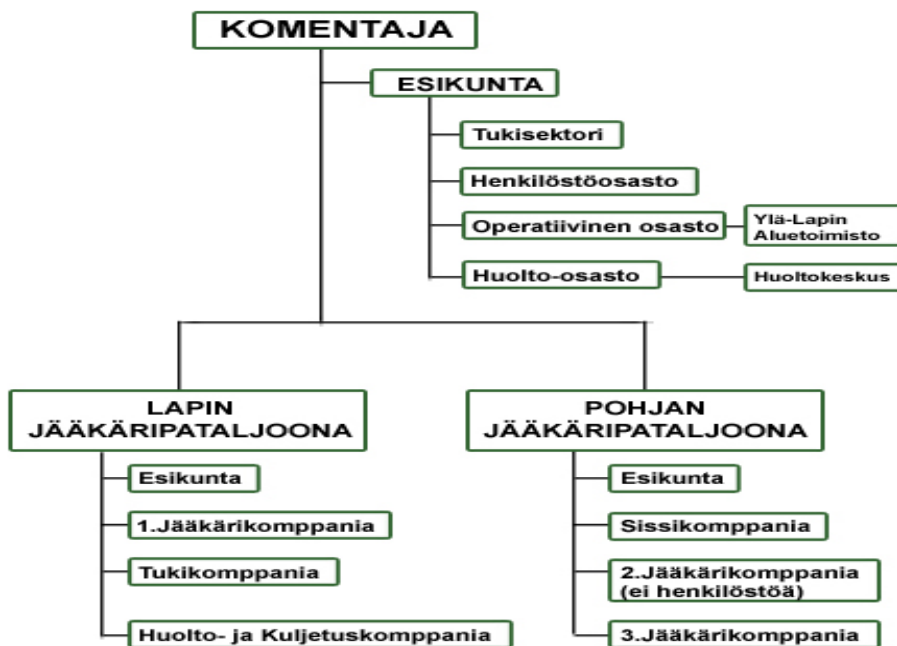 KOMENTAJA
ESIKUNTA
Tukisektori
Henkilöstöosasto
Operatiivinen osasto
Ylä-Lapin
Aluetoimisto
Huolto-osasto
Huoltokeskus
LAPIN
JÄÄKÄRIPATALJOONA
Esikunta
1.Jääkärikomppania
Tukikomppania
Huolto- ja Kuljetuskomppania
POHJAN
JÄÄKÄRIPATALJOONA
Esikunta
Sissikomppania
2.Jääkärikomppania
(ei henkilöstöä)
3.Jääkärikomppania